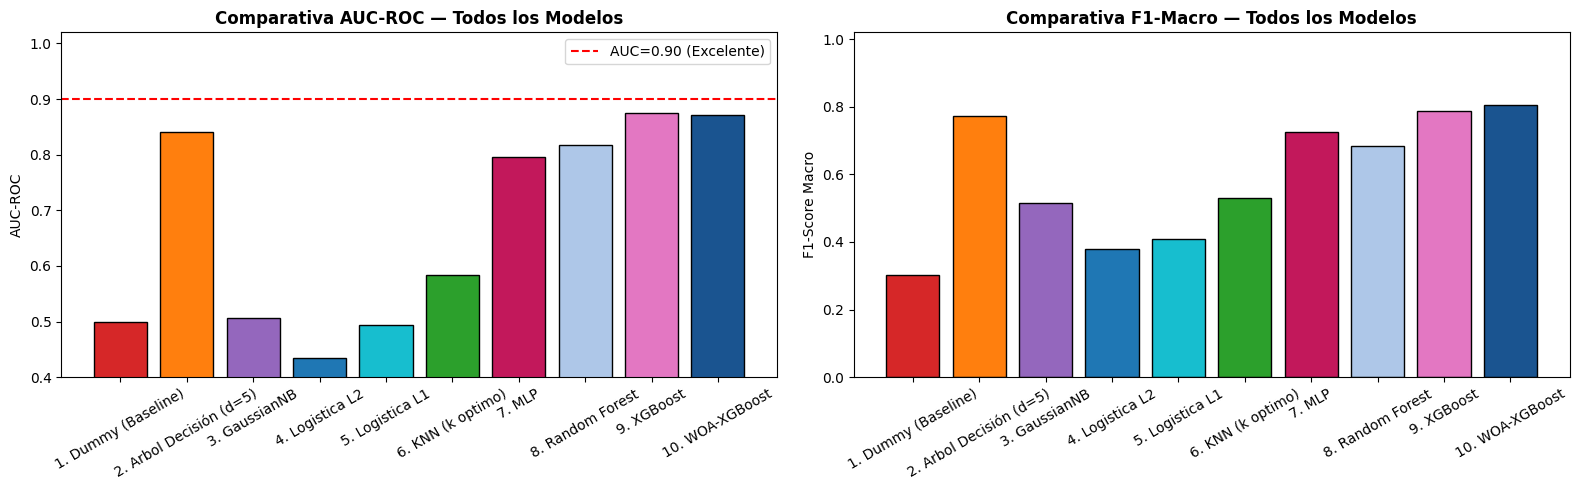 Comparativa AUC-ROC — Todos los Modelos
AUC-ROC
1.0
0.9
0.8
0.7
0.6
0.5
0.4
AUC=0.90 (Excelente)
1. Dummy (Baseline)
2. Arbol Decisión (d=5)
3. GaussianNB
4. Logistica L2
5. Logistica L1
6. KNN (k optimo)
7. MLP
8. Random Forest
9. XGBoost
10. WOA-XGBoost
Comparativa F1-Macro — Todos los Modelos
F1-Score Macro
1.0
0.8
0.6
0.4
0.2
0.0
1. Dummy (Baseline)
2. Arbol Decisión (d=5)
3. GaussianNB
4. Logistica L2
5. Logistica L1
6. KNN (k optimo)
7. MLP
8. Random Forest
9. XGBoost
10. WOA-XGBoost